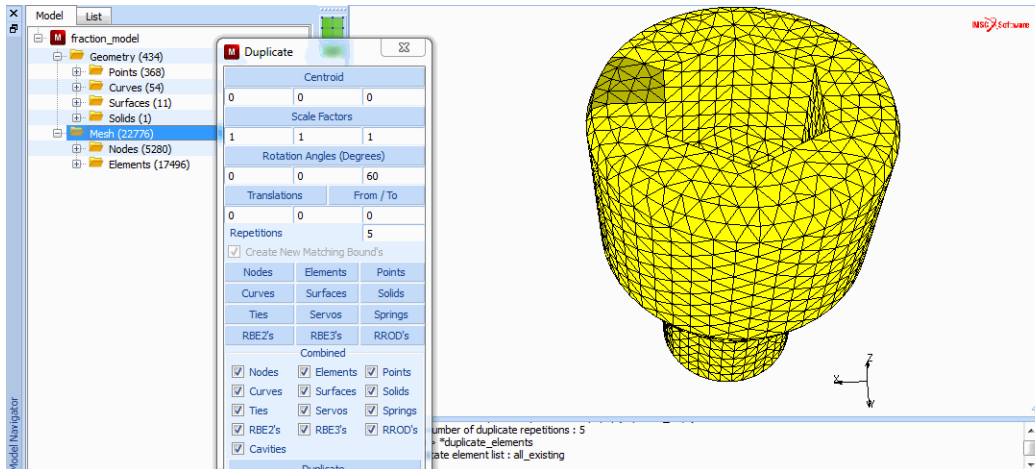 Model List
fraction_model
Geometry (434)
Points (368)
Curves (54)
Surfaces (11)
Solids (1)
Mesh (22776)
Nodes (5280)
Elements (17496)
Model Navigator
M Duplicate
Centroid
0 0 0
Scale Factors
1 1 1
Rotation Angles (Degrees)
0 0 60
Translations From / To
0 0 0
Repetitions 5
Create New Matching Bound's
Nodes Elements Points
Curves Surfaces Solids
Ties Servos Springs
RBE2's RBE3's RROD's
Combined
Nodes Elements Points
Curves Surfaces Solids
Ties Servos Springs
RBE2's RBE3's RROD's
Cavities
Duplicate
MSC Software
Z
X
Y
umber of duplicate repetitions : 5
> *duplicate_elements
cate element list : all_existing